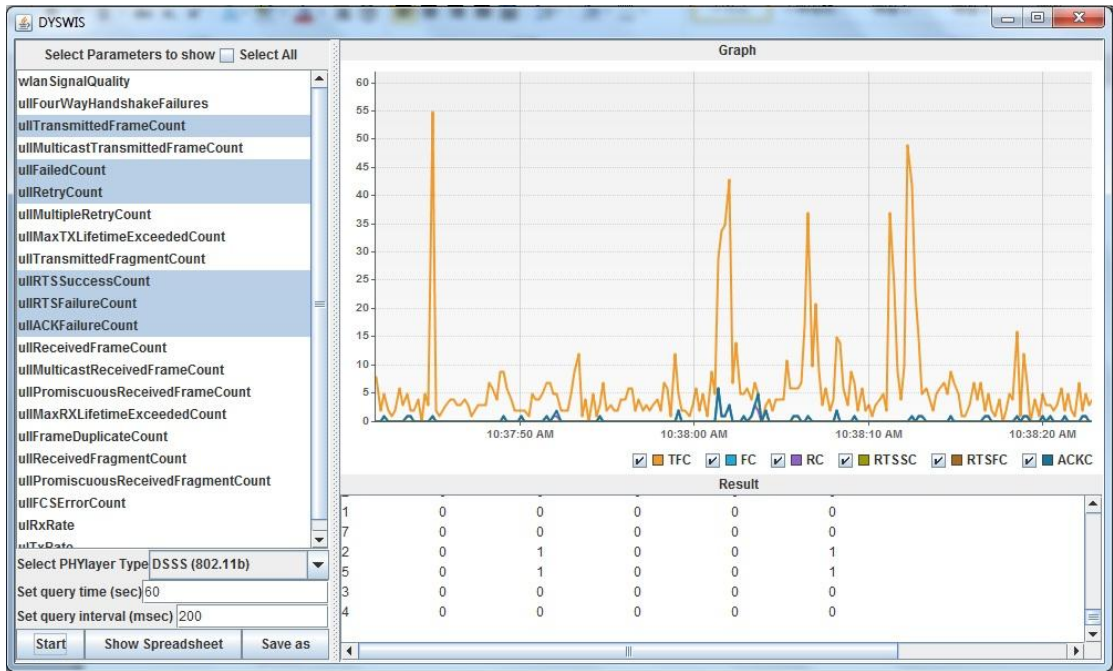 DYSWIS
Select Parameters to show Select All
wlanSignalQuality
ullFourWayHandshakeFailures
ullTransmittedFrameCount
ullMulticastTransmittedFrameCount
ullFailedCount
ullRetryCount
ullMultipleRetryCount
ullMaxTXLifetimeExceededCount
ullTransmittedFragmentCount
ullRTSSuccessCount
ullRTSFailureCount
ullACKFailureCount
ullReceivedFrameCount
ullMulticastReceivedFrameCount
ullPromiscuousReceivedFrameCount
ullMaxRXLifetimeExceededCount
ullFrameDuplicateCount
ullReceivedFragmentCount
ullPromiscuousReceivedFragmentCount
ullFCSErrorCount
ulRxRate
ulTxRate
Select PHYlayer Type DSSS (802.11b)
Set query time (sec) 60
Set query interval (msec) 200
Start Show Spreadsheet Save as
Graph
60
55
50
45
40
35
30
25
20
15
10
5
0
10:37:50 AM 10:38:00 AM 10:38:10 AM 10:38:20 AM
TFC FC RC RTSSC RTSFC ACKC
Result
1 0 0 0 0 0
7 0 0 0 0 0
2 0 1 0 0 1
5 0 1 0 0 1
3 0 0 0 0 0
4 0 0 0 0 0